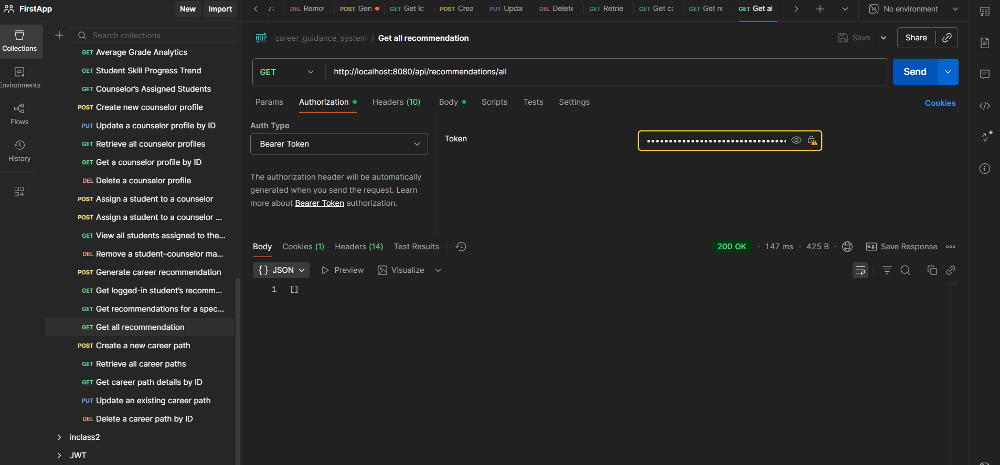 FirstApp
New
Import
DEL Remo
POST Gen
GET Get lo
POST Crea
PUT Updat
DEL Delete
GET Retrie
GET Get ca
GET Get re
GET Get al
No environment
Collections
Environments
Flows
History
Search collections
GET Average Grade Analytics
GET Student Skill Progress Trend
GET Counselor's Assigned Students
POST Create new counselor profile
PUT Update a counselor profile by ID
GET Retrieve all counselor profiles
GET Get a counselor profile by ID
DEL Delete a counselor profile
POST Assign a student to a counselor
POST Assign a student to a counselor ...
GET View all students assigned to the...
DEL Remove a student–counselor ma...
POST Generate career recommendation
GET Get logged-in student's recomm...
GET Get recommendations for a spec...
GET Get all recommendation
POST Create a new career path
GET Retrieve all career paths
GET Get career path details by ID
PUT Update an existing career path
DEL Delete a career path by ID
inclass2
JWT
HTTP career_guidance_system / Get all recommendation
Save
Share
GET
http://localhost:8080/api/recommendations/all
Send
Params
Authorization
Headers (10)
Body
Scripts
Tests
Settings
Cookies
Auth Type
Bearer Token
The authorization header will be automatically
generated when you send the request. Learn
more about Bearer Token authorization.
Token
Body
Cookies (1)
Headers (14)
Test Results
200 OK
147 ms
425 B
e.g. Save Response
{} JSON
Preview
Visualize
1 []